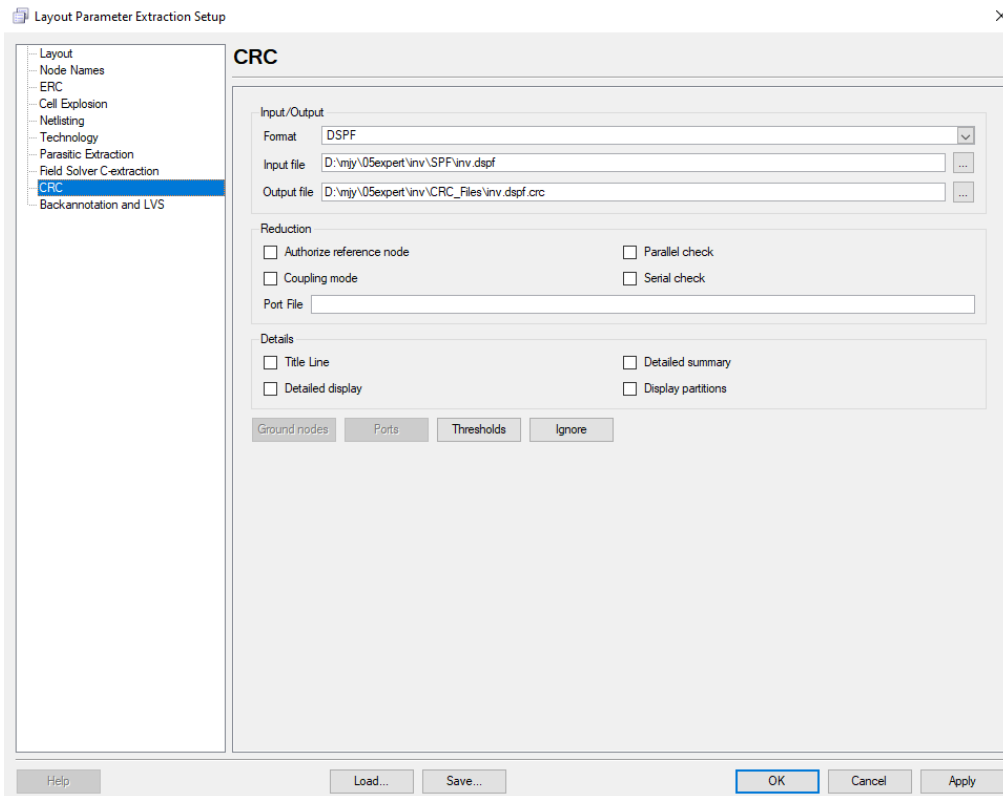 Layout Parameter Extraction Setup
Layout
Node Names
ERC
Cell Explosion
Netlisting
Technology
Parasitic Extraction
Field Solver C-extraction
CRC
Backannotation and LVS
CRC
Input/Output
Format DSPF
Input file D:\mjy\05expert\inv\SPF\inv.dspf ...
Output file D:\mjy\05expert\inv\CRC_Files\inv.dspf.crc ...
Reduction
Authorize reference node Parallel check
Coupling mode Serial check
Port File
Details
Title Line Detailed summary
Detailed display Display partitions
Ground nodes Ports Thresholds Ignore
Help Load... Save... OK Cancel Apply